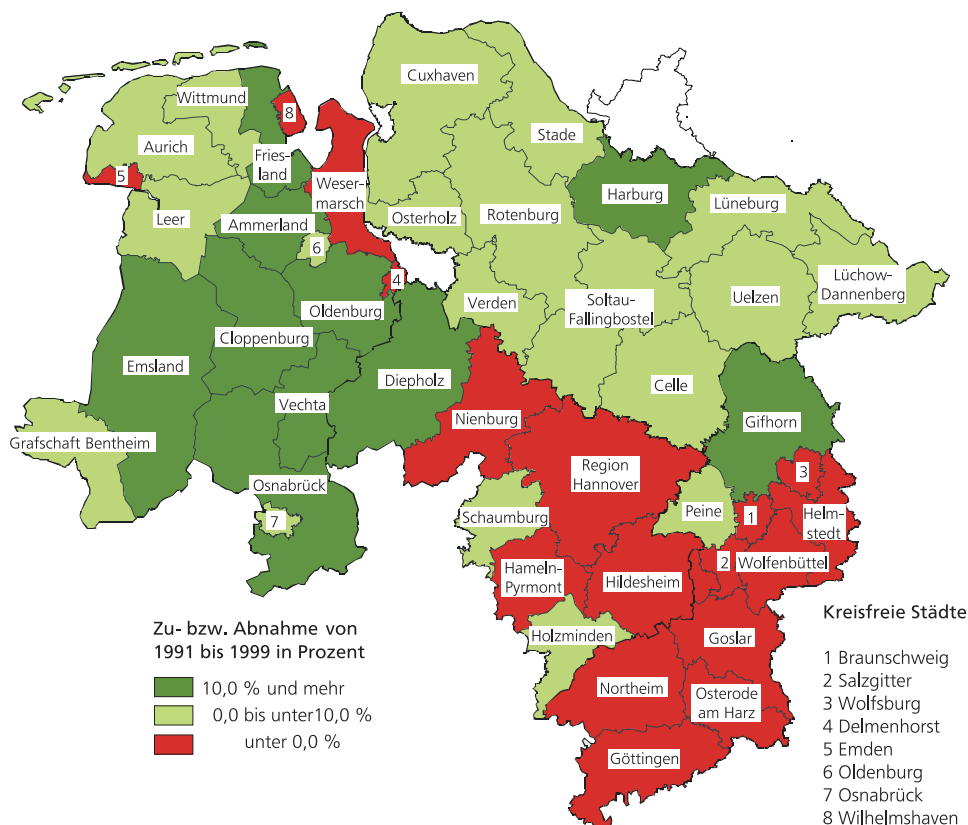 Cuxhaven
Wittmund
8
Stade
Aurich
Fries-
land
5
Weser-
marsch
Harburg
Leer
Osterholz
Rotenburg
Lüneburg
Ammerland
6
4
Lüchow-
Dannenberg
Verden
Soltau-
Fallingbostel
Uelzen
Oldenburg
Cloppenburg
Emsland
Diepholz
Celle
Vechta
Nienburg
Gifhorn
Grafschaft Bentheim
Region
Hannover
3
Osnabrück
7
Schaumburg
Peine
1
Helm-
stedt
2
Wolfenbüttel
Hameln-
Pyrmont
Hildesheim
Holzminden
Goslar
Northeim
Osterode
am Harz
Göttingen
Zu- bzw. Abnahme von
1991 bis 1999 in Prozent
10,0 % und mehr
0,0 bis unter10,0 %
unter 0,0 %
Kreisfreie Städte
1 Braunschweig
2 Salzgitter
3 Wolfsburg
4 Delmenhorst
5 Emden
6 Oldenburg
7 Osnabrück
8 Wilhelmshaven